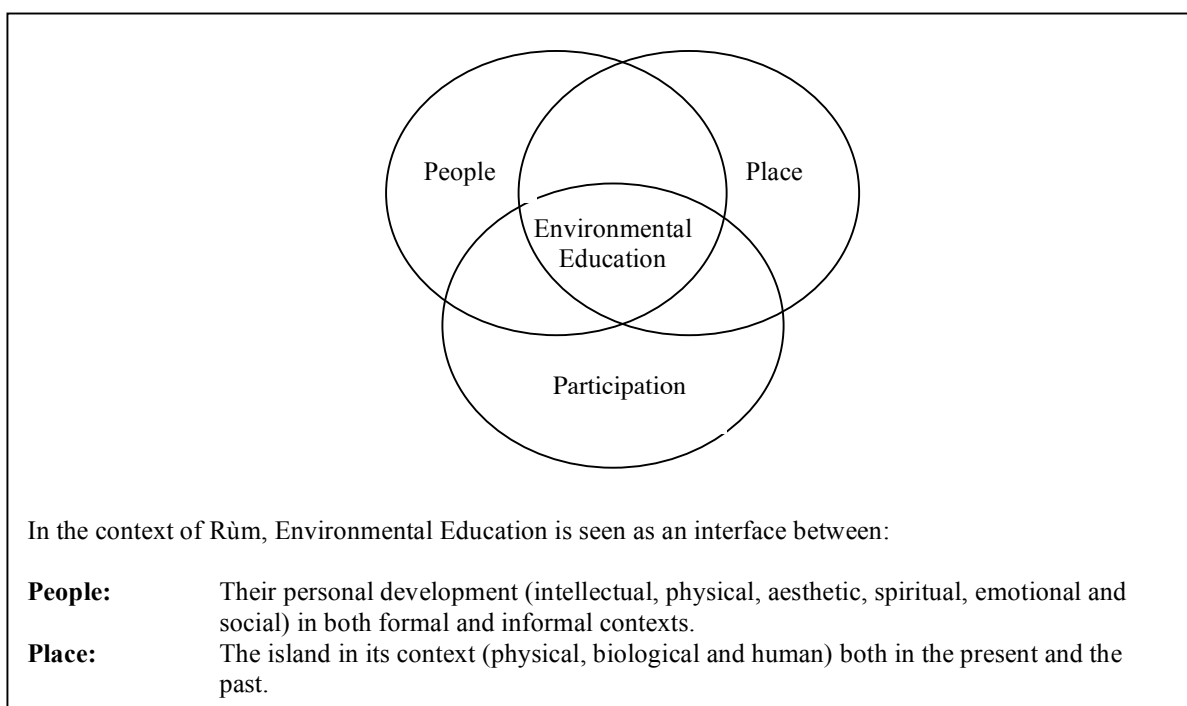 People
Place
Environmental
Education
Participation
In the context of Rùm, Environmental Education is seen as an interface between:
People: Their personal development (intellectual, physical, aesthetic, spiritual, emotional and
social) in both formal and informal contexts.
Place: The island in its context (physical, biological and human) both in the present and the
past.